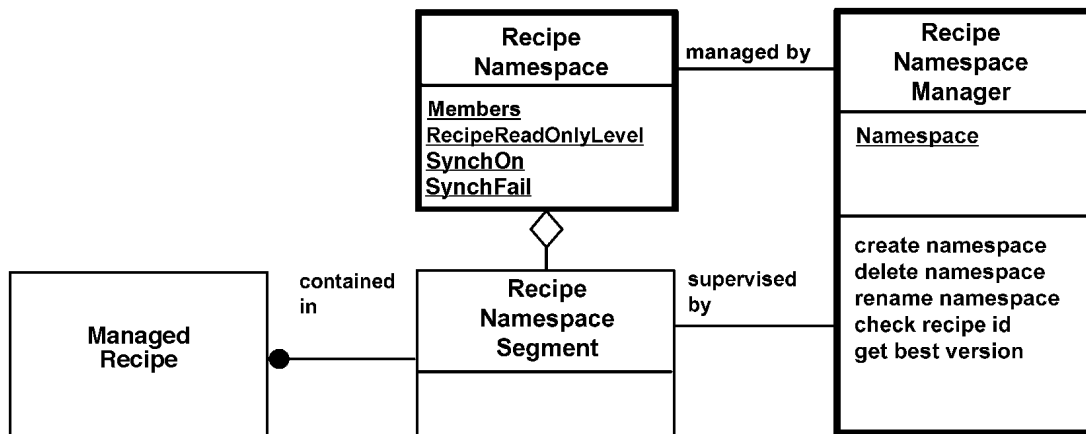 Recipe
Namespace
Members
RecipeReadOnlyLevel
SynchOn
SynchFail
managed by
Recipe
Namespace
Manager
Namespace
create namespace
delete namespace
rename namespace
check recipe id
get best version
Managed
Recipe
contained
in
Recipe
Namespace
Segment
supervised
by